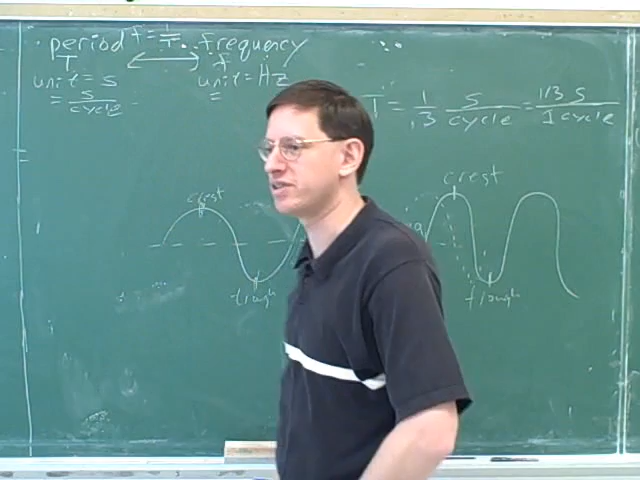 period f = 1/T frequency
T f
unit = s unit = Hz
= s/cycle =
T = 1/.3 s/cycle = 1/3 s/1 cycle
=
crest crest
trough trough